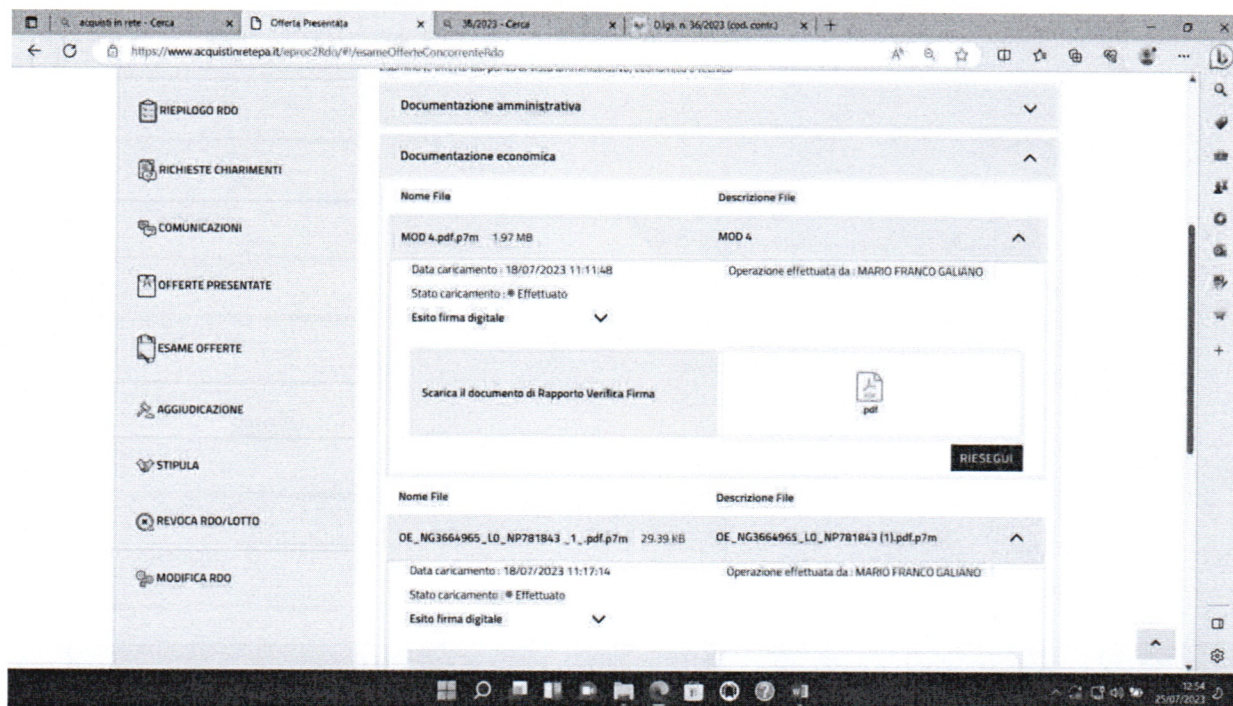 acquisti in rete - Cerca
Offerta Presentata
36/2023 - Cerca
D.lgs. n. 36/2023 (cod. contr.)
https://www.acquistinretepa.it/eproc2Rdo/#!/esameOfferteConcorrenteRdo
RIEPILOGO RDO
RICHIESTE CHIARIMENTI
COMUNICAZIONI
OFFERTE PRESENTATE
ESAME OFFERTE
AGGIUDICAZIONE
STIPULA
REVOCA RDO/LOTTO
MODIFICA RDO
Documentazione amministrativa
Documentazione economica
Nome File Descrizione File
MOD 4.pdf.p7m 1.97 MB MOD 4
Data caricamento : 18/07/2023 11:11:48 Operazione effettuata da : MARIO FRANCO GALIANO
Stato caricamento : Effettuato
Esito firma digitale
Scarica il documento di Rapporto Verifica Firma
.pdf
RIESEGUI
Nome File Descrizione File
OE_NG3664965_L0_NP781843 _1_.pdf.p7m 29.39 KB OE_NG3664965_L0_NP781843 (1).pdf.p7m
Data caricamento : 18/07/2023 11:17:14 Operazione effettuata da : MARIO FRANCO GALIANO
Stato caricamento : Effettuato
Esito firma digitale
12:54
25/07/2023